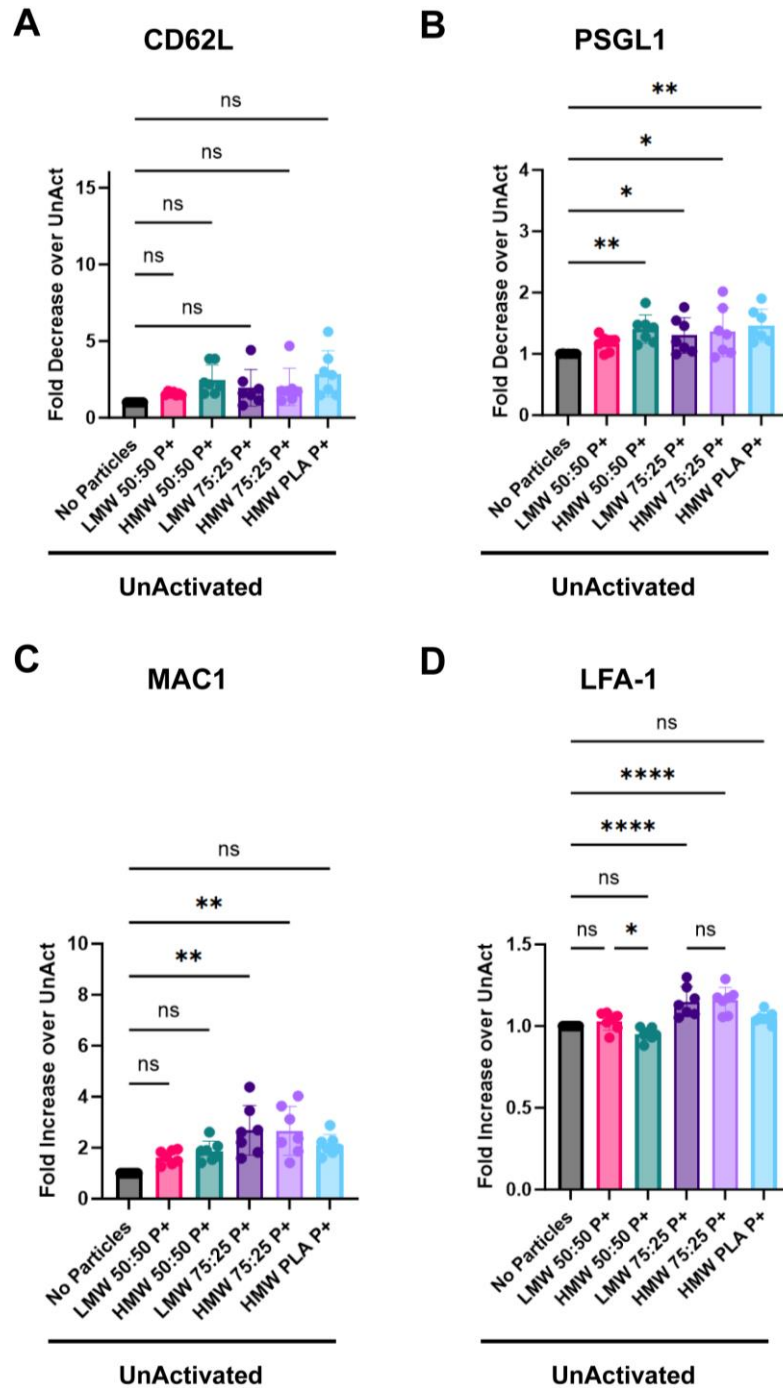 A
CD62L
ns
ns
ns
ns
ns
Fold Decrease over UnAct
15
10
5
0
No Particles
LMW 50:50 P+
HMW 50:50 P+
LMW 75:25 P+
HMW 75:25 P+
HMW PLA P+
UnActivated
B
PSGL1
**
*
*
**
Fold Decrease over UnAct
4
3
2
1
0
No Particles
LMW 50:50 P+
HMW 50:50 P+
LMW 75:25 P+
HMW 75:25 P+
HMW PLA P+
UnActivated
C
MAC1
ns
**
**
ns
ns
Fold Increase over UnAct
10
8
6
4
2
0
No Particles
LMW 50:50 P+
HMW 50:50 P+
LMW 75:25 P+
HMW 75:25 P+
HMW PLA P+
UnActivated
D
LFA-1
ns
****
****
ns
ns * ns
Fold Increase over UnAct
1.5
1.0
0.5
0.0
No Particles
LMW 50:50 P+
HMW 50:50 P+
LMW 75:25 P+
HMW 75:25 P+
HMW PLA P+
UnActivated